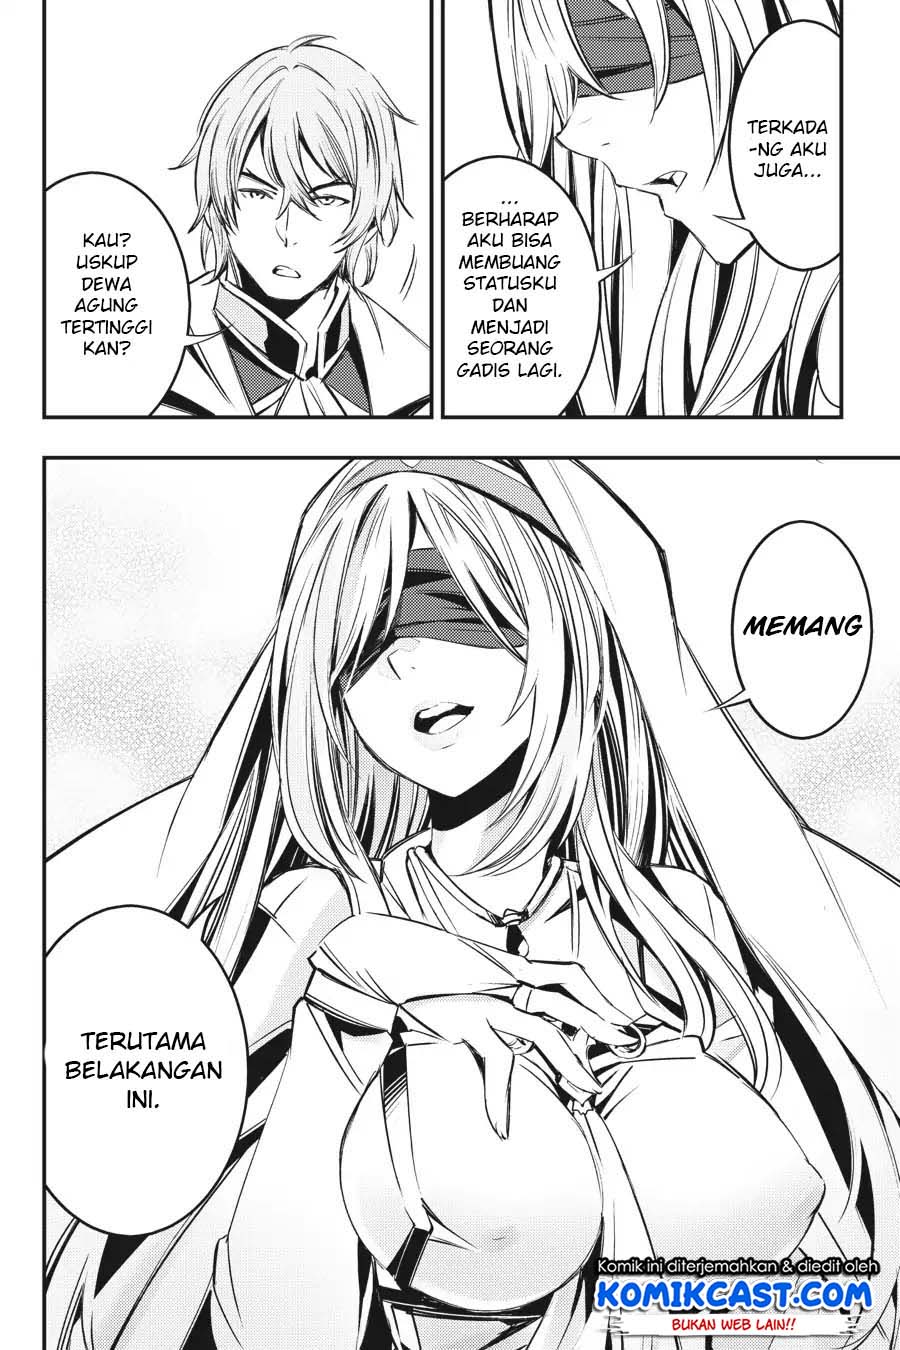 TERKADA
-NG AKU
JUGA...
...
BERHARAP
AKU BISA
MEMBUANG
STATUSKU
DAN
MENJADI
SEORANG
GADIS LAGI.
KAU?
USKUP
DEWA
AGUNG
TERTINGGI
KAN?
MEMANG
TERUTAMA
BELAKANGAN
INI.
Komik ini diterjemahkan & diedit oleh
KOMIKCAST.COM
BUKAN WEB LAIN!!